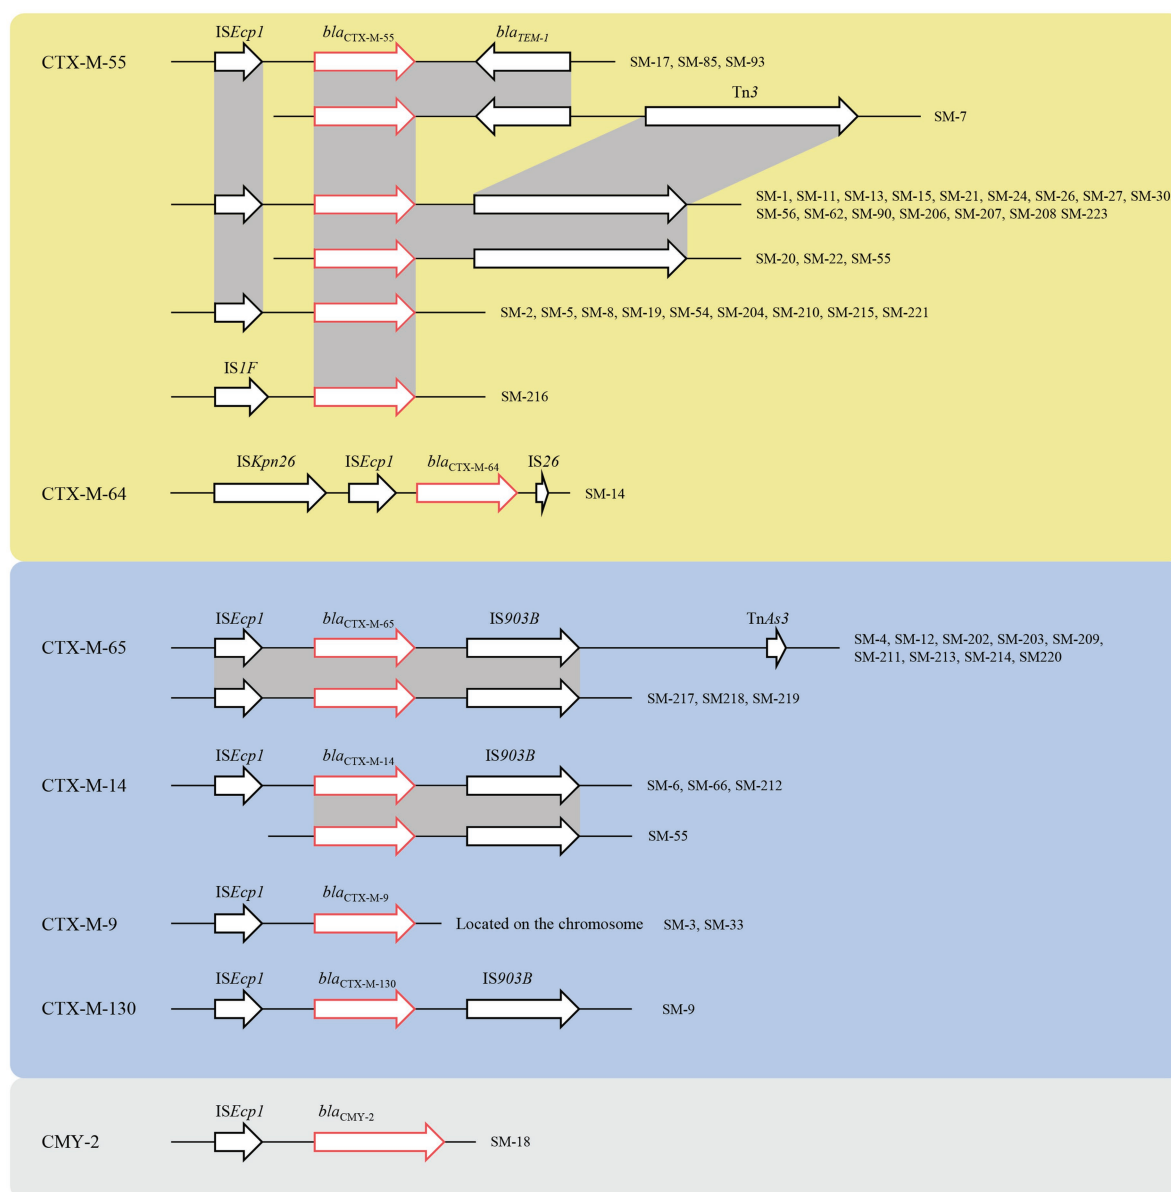 ISEcp1 blaCTX-M-55 blaTEM-1
CTX-M-55 SM-17, SM-85, SM-93
Tn3
SM-7
SM-1, SM-11, SM-13, SM-15, SM-21, SM-24, SM-26, SM-27, SM-30
SM-56, SM-62, SM-90, SM-206, SM-207, SM-208 SM-223
SM-20, SM-22, SM-55
SM-2, SM-5, SM-8, SM-19, SM-54, SM-204, SM-210, SM-215, SM-221
IS1F
SM-216
ISKpn26 ISEcp1 blaCTX-M-64 IS26
CTX-M-64 SM-14
ISEcp1 blaCTX-M-65 IS903B TnAs3
CTX-M-65 SM-4, SM-12, SM-202, SM-203, SM-209,
SM-211, SM-213, SM-214, SM220
SM-217, SM218, SM-219
ISEcp1 blaCTX-M-14 IS903B
CTX-M-14 SM-6, SM-66, SM-212
SM-55
ISEcp1 blaCTX-M-9
CTX-M-9 Located on the chromosome SM-3, SM-33
ISEcp1 blaCTX-M-130 IS903B
CTX-M-130 SM-9
ISEcp1 blaCMY-2
CMY-2 SM-18